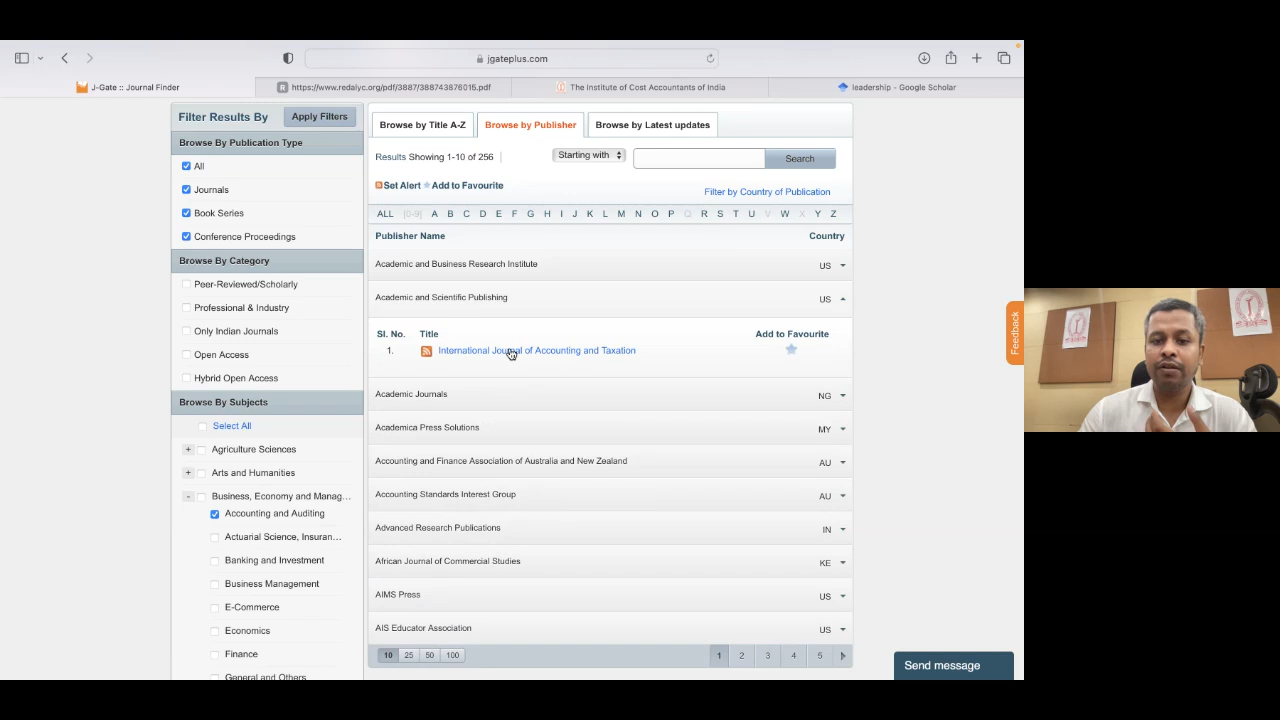 jgateplus.com
J-Gate :: Journal Finder
https://www.redalyc.org/pdf/3887/388743876015.pdf
The Institute of Cost Accountants of India
leadership - Google Scholar
Filter Results By
Apply Filters
Browse By Publication Type
All
Journals
Book Series
Conference Proceedings
Browse By Category
Peer-Reviewed/Scholarly
Professional & Industry
Only Indian Journals
Open Access
Hybrid Open Access
Browse By Subjects
Select All
+ Agriculture Sciences
+ Arts and Humanities
- Business, Economy and Manag...
Accounting and Auditing
Actuarial Science, Insuran...
Banking and Investment
Business Management
E-Commerce
Economics
Finance
General and Others
Browse by Title A-Z
Browse by Publisher
Browse by Latest updates
Results Showing 1-10 of 256
Starting with
Search
Set Alert Add to Favourite
Filter by Country of Publication
ALL [0-9] A B C D E F G H I J K L M N O P Q R S T U V W X Y Z
Publisher Name Country
Academic and Business Research Institute US
Academic and Scientific Publishing US
Sl. No. Title Add to Favourite
1. International Journal of Accounting and Taxation
Academic Journals NG
Academica Press Solutions MY
Accounting and Finance Association of Australia and New Zealand AU
Accounting Standards Interest Group AU
Advanced Research Publications IN
African Journal of Commercial Studies KE
AIMS Press US
AIS Educator Association US
10 25 50 100
1 2 3 4 5
Feedback
Send message